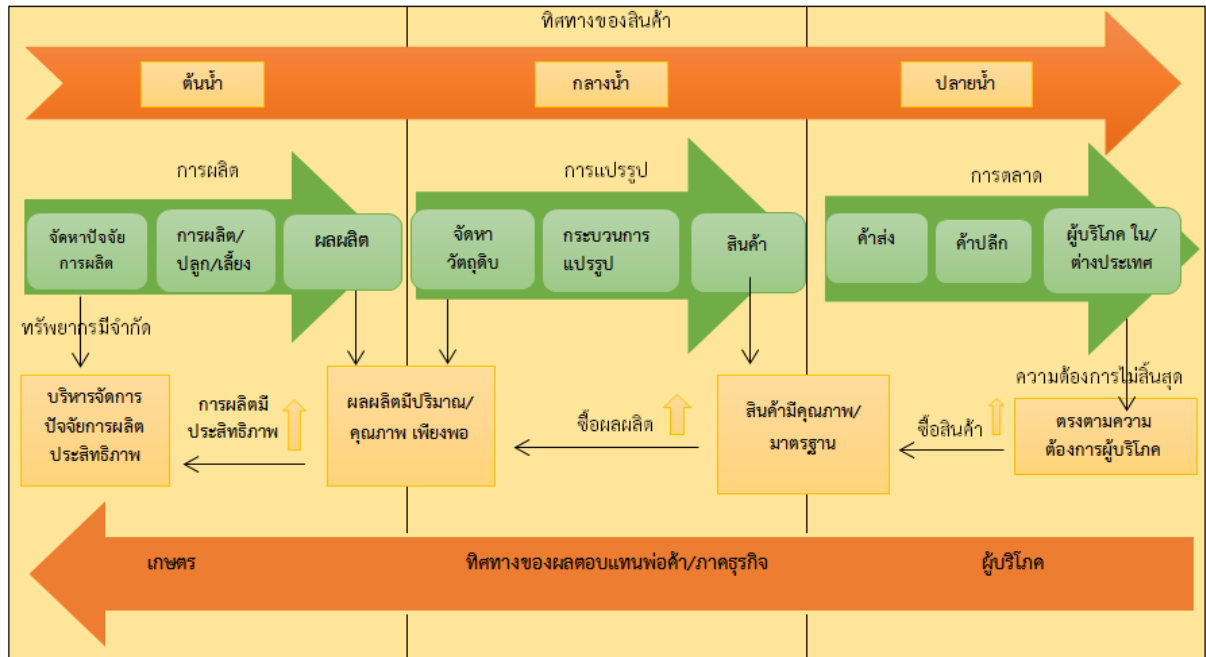 ทิศทางของสินค้า
ต้นน้ำ
กลางน้ำ
ปลายน้ำ
การผลิต
การแปรรูป
การตลาด
จัดหาปัจจัย
การผลิต
การผลิต/
ปลูก/เลี้ยง
ผลผลิต
จัดหา
วัตถุดิบ
กระบวนการ
แปรรูป
สินค้า
ค้าส่ง
ค้าปลีก
ผู้บริโภค ใน/
ต่างประเทศ
ทรัพยากรมีจำกัด
ความต้องการไม่สิ้นสุด
บริหารจัดการ
ปัจจัยการผลิต
ประสิทธิภาพ
การผลิตมี
ประสิทธิภาพ
ผลผลิตมีปริมาณ/
คุณภาพ เพียงพอ
ซื้อผลผลิต
สินค้ามีคุณภาพ/
มาตรฐาน
ซื้อสินค้า
ตรงตามความ
ต้องการผู้บริโภค
เกษตร
ทิศทางของผลตอบแทนพ่อค้า/ภาคธุรกิจ
ผู้บริโภค